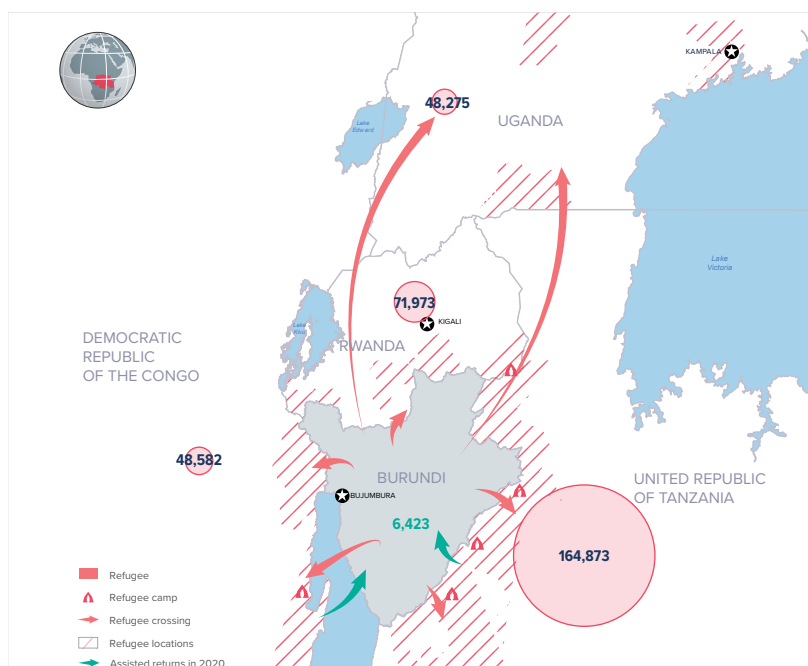 KAMPALA
48,275
UGANDA
Lake
Edward
Lake
Victoria
71,973
KIGALI
Lake
Kivu
RWANDA
DEMOCRATIC
REPUBLIC
OF THE CONGO
48,582
BURUNDI
UNITED REPUBLIC
OF TANZANIA
BUJUMBURA
6,423
164,873
Refugee
Refugee camp
Refugee crossing
Refugee locations
Assisted returns in 2020